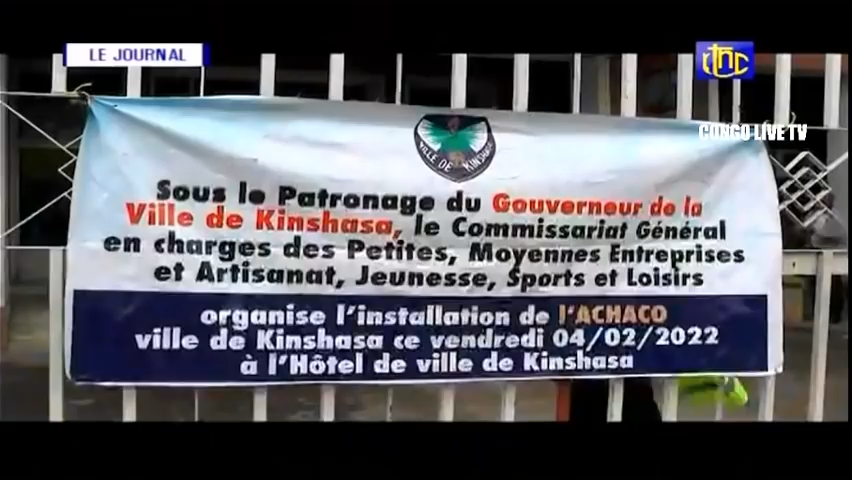 LE JOURNAL
rtnc
CONGO LIVE TV
VILLE DE KINSHASA
Sous le Patronage du Gouverneur de la
Ville de Kinshasa, le Commissariat Général
en charges des Petites, Moyennes Entreprises
et Artisanat, Jeunesse, Sports et Loisirs
organise l'installation de l'ACHACO
ville de Kinshasa ce vendredi 04/02/2022
à l'Hôtel de ville de Kinshasa